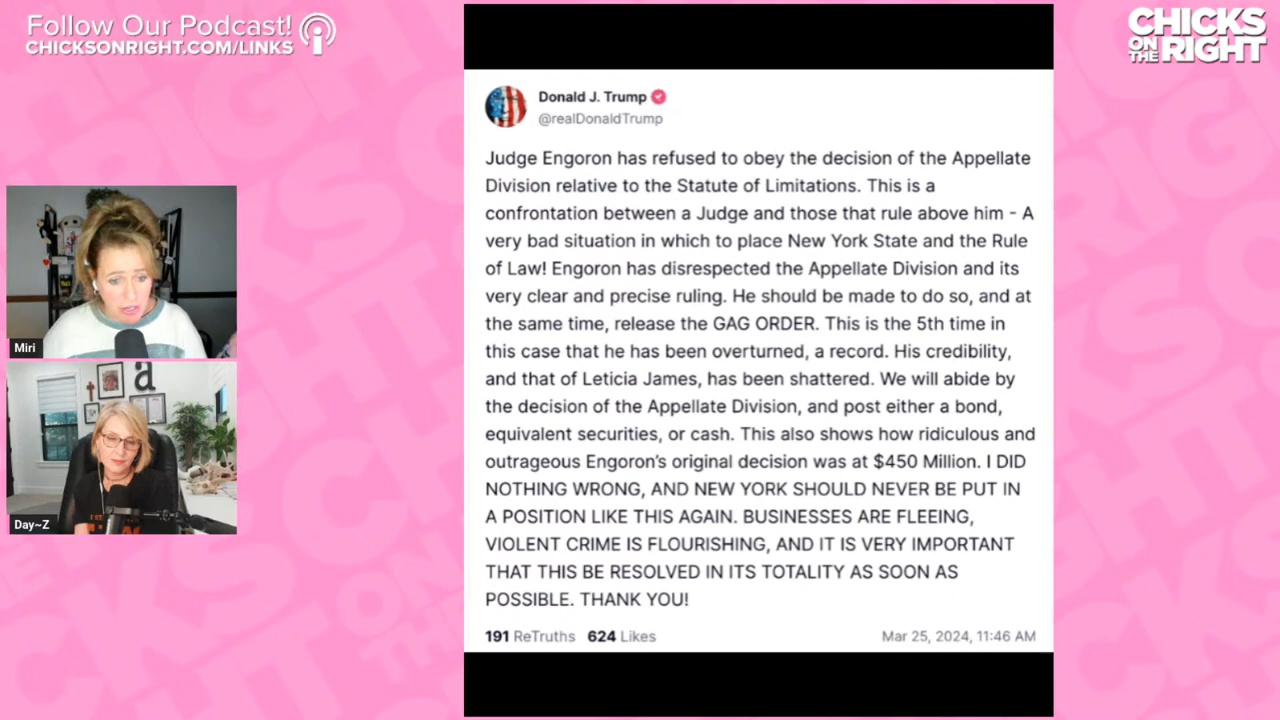 Follow Our Podcast!
CHICKSONRIGHT.COM/LINKS
CHICKS
ON THE RIGHT
Donald J. Trump
@realDonaldTrump
Judge Engoron has refused to obey the decision of the Appellate
Division relative to the Statute of Limitations. This is a
confrontation between a Judge and those that rule above him - A
very bad situation in which to place New York State and the Rule
of Law! Engoron has disrespected the Appellate Division and its
very clear and precise ruling. He should be made to do so, and at
the same time, release the GAG ORDER. This is the 5th time in
this case that he has been overturned, a record. His credibility,
and that of Leticia James, has been shattered. We will abide by
the decision of the Appellate Division, and post either a bond,
equivalent securities, or cash. This also shows how ridiculous and
outrageous Engoron’s original decision was at $450 Million. I DID
NOTHING WRONG, AND NEW YORK SHOULD NEVER BE PUT IN
A POSITION LIKE THIS AGAIN. BUSINESSES ARE FLEEING,
VIOLENT CRIME IS FLOURISHING, AND IT IS VERY IMPORTANT
THAT THIS BE RESOLVED IN ITS TOTALITY AS SOON AS
POSSIBLE. THANK YOU!
191 ReTruths 624 Likes Mar 25, 2024, 11:46 AM
Miri
a
Day~Z